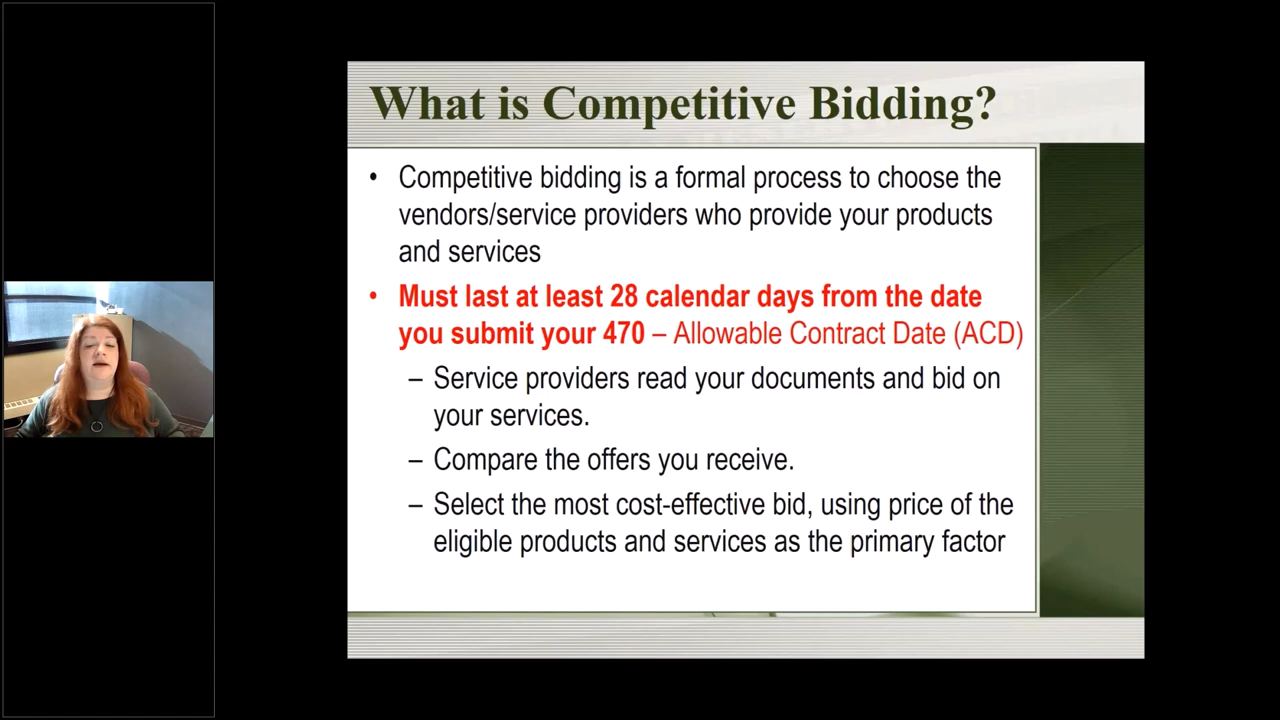 What is Competitive Bidding?
• Competitive bidding is a formal process to choose the
vendors/service providers who provide your products
and services
• Must last at least 28 calendar days from the date
you submit your 470 – Allowable Contract Date (ACD)
– Service providers read your documents and bid on
your services.
– Compare the offers you receive.
– Select the most cost-effective bid, using price of the
eligible products and services as the primary factor